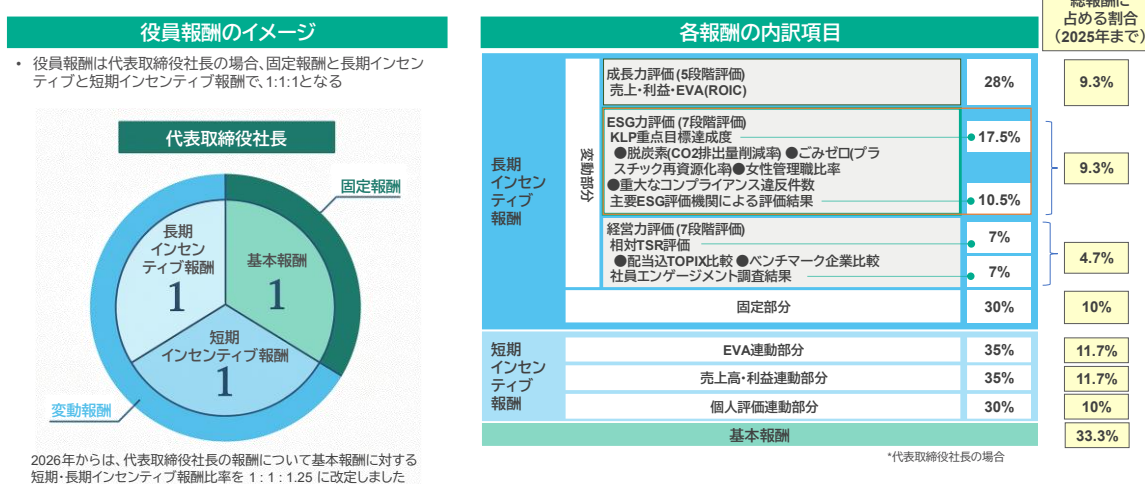 役員報酬のイメージ
• 役員報酬は代表取締役社長の場合、固定報酬と長期インセン
ティブと短期インセンティブ報酬で、1:1:1となる
代表取締役社長
固定報酬
長期
インセン
ティブ報酬
1
基本報酬
1
短期
インセンティブ報酬
1
変動報酬
2026年からは、代表取締役社長の報酬について基本報酬に対する
短期・長期インセンティブ報酬比率を 1 : 1 : 1.25 に改定しました
各報酬の内訳項目
総報酬に
占める割合
(2025年まで)
長期
インセン
ティブ
報酬
変動部分
成長力評価 (5段階評価)
売上・利益・EVA(ROIC)
28%
9.3%
ESG力評価 (7段階評価)
KLP重点目標達成度
17.5%
●脱炭素(CO2排出量削減率) ●ごみゼロ(プラ
スチック再資源化率)●女性管理職比率
●重大なコンプライアンス違反件数
主要ESG評価機関による評価結果
10.5%
9.3%
経営力評価 (7段階評価)
相対TSR評価
7%
●配当込TOPIX比較 ●ベンチマーク企業比較
社員エンゲージメント調査結果
7%
4.7%
固定部分
30%
10%
短期
インセン
ティブ
報酬
EVA連動部分
35%
11.7%
売上高・利益連動部分
35%
11.7%
個人評価連動部分
30%
10%
基本報酬
33.3%
*代表取締役社長の場合